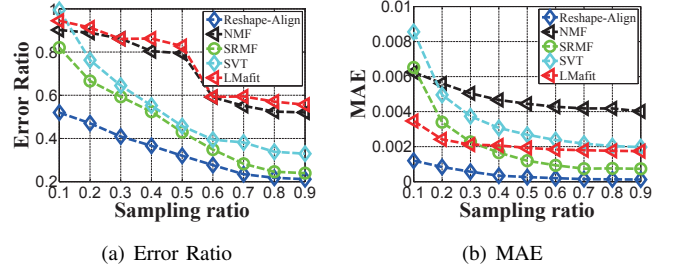 Error Ratio
1
0.8
0.6
0.4
0.2
0.1 0.2 0.3 0.4 0.5 0.6 0.7 0.8 0.9
Sampling ratio
Reshape-Align
NMF
SRMF
SVT
LMafit
(a) Error Ratio
MAE
0.01
0.008
0.006
0.004
0.002
0
0.1 0.2 0.3 0.4 0.5 0.6 0.7 0.8 0.9
Sampling ratio
Reshape-Align
NMF
SRMF
SVT
LMafit
(b) MAE